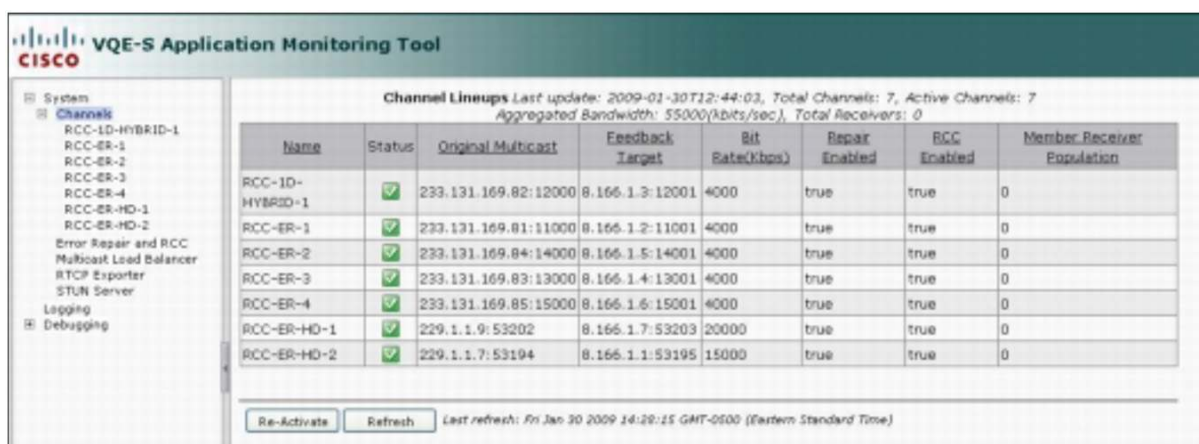 CISCO VQE-S Application Monitoring Tool
System
Channels
RCC-1D-HYBRID-1
RCC-ER-1
RCC-ER-2
RCC-ER-3
RCC-ER-4
RCC-ER-HD-1
RCC-ER-HD-2
Error Repair and RCC
Multicast Load Balancer
RTCP Exporter
STUN Server
Logging
Debugging
Channel Lineups Last update: 2009-01-30T12:44:03, Total Channels: 7, Active Channels: 7
Aggregated Bandwidth: 55000(kbits/sec), Total Receivers: 0
Name Status Original Multicast Feedback Target Bit Rate(Kbps) Repair Enabled RCC Enabled Member Receiver Population
RCC-1D-HYBRID-1 233.131.169.82:12000 8.166.1.3:12001 4000 true true 0
RCC-ER-1 233.131.169.81:11000 8.166.1.2:11001 4000 true true 0
RCC-ER-2 233.131.169.84:14000 8.166.1.5:14001 4000 true true 0
RCC-ER-3 233.131.169.83:13000 8.166.1.4:13001 4000 true true 0
RCC-ER-4 233.131.169.85:15000 8.166.1.6:15001 4000 true true 0
RCC-ER-HD-1 229.1.1.9:53202 8.166.1.7:53203 20000 true true 0
RCC-ER-HD-2 229.1.1.7:53194 8.166.1.1:53195 15000 true true 0
Re-Activate Refresh Last refresh: Fri Jan 30 2009 14:28:15 GMT-0500 (Eastern Standard Time)